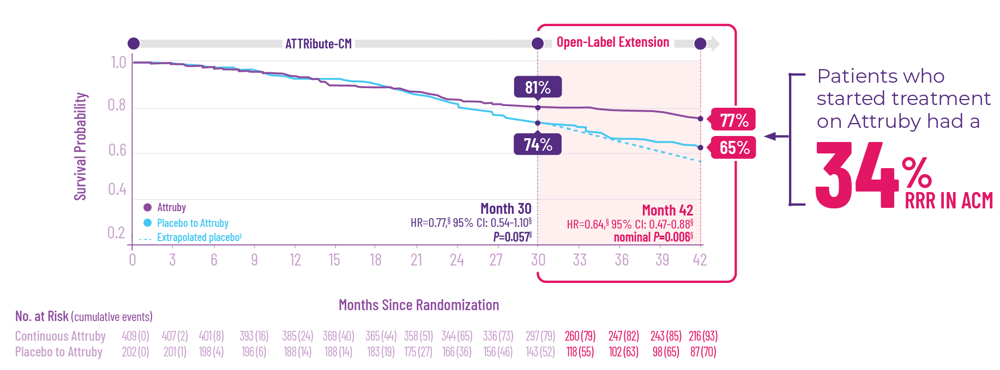 ATTRibute-CM
Open-Label Extension
Survival Probability
1.0
0.8
0.6
0.4
0.2
81%
74%
77%
65%
Attruby
Placebo to Attruby
Extrapolated placebo‡
Month 30
HR=0.77,§ 95% CI: 0.54-1.10§
P=0.057
Month 42
HR=0.64,§ 95% CI: 0.47-0.88§
nominal P=0.006§
0 3 6 9 12 15 18 21 24 27 30 33 36 39 42
Months Since Randomization
Patients who
started treatment
on Attruby had a
34%
RRR IN ACM
No. at Risk (cumulative events)
Continuous Attruby 409 (0) 407 (2) 401 (8) 393 (16) 385 (24) 369 (40) 365 (44) 358 (51) 344 (65) 336 (73) 297 (79) 260 (79) 247 (82) 243 (85) 216 (93)
Placebo to Attruby 202 (0) 201 (1) 198 (4) 196 (6) 188 (14) 188 (14) 183 (19) 175 (27) 166 (36) 156 (46) 143 (52) 118 (55) 102 (63) 98 (65) 87 (70)